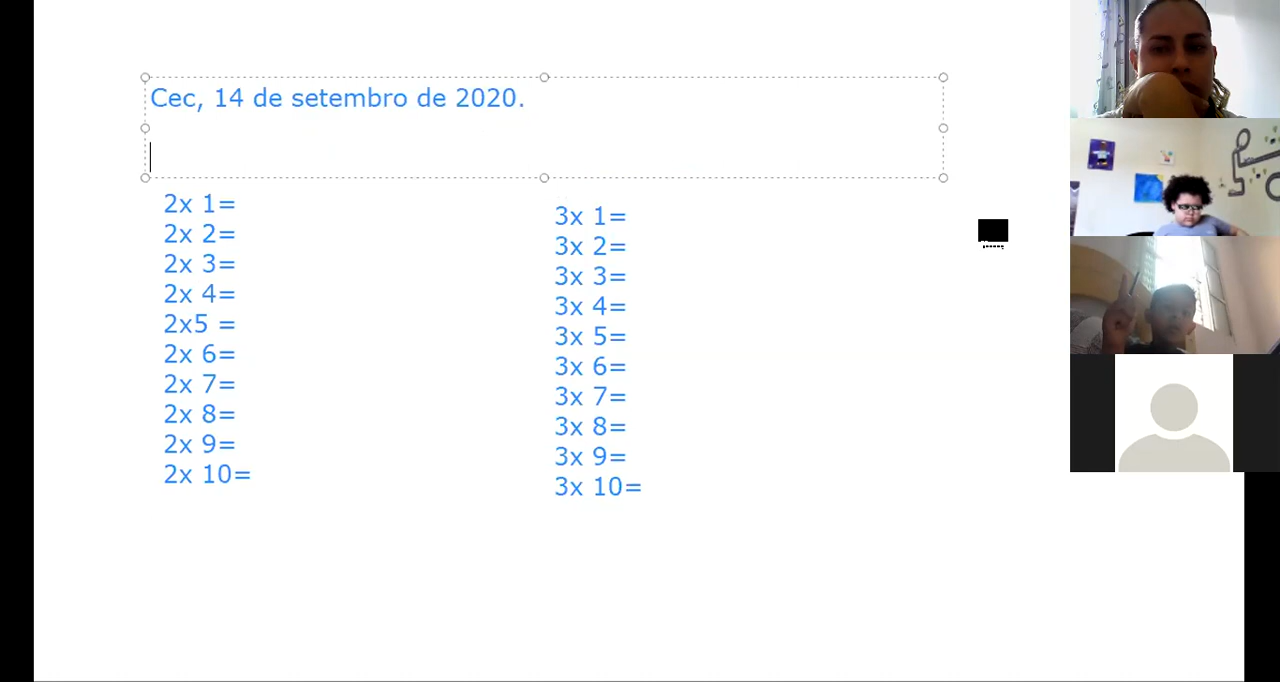 Cec, 14 de setembro de 2020.
2x 1=
2x 2=
2x 3=
2x 4=
2x5 =
2x 6=
2x 7=
2x 8=
2x 9=
2x 10=
3x 1=
3x 2=
3x 3=
3x 4=
3x 5=
3x 6=
3x 7=
3x 8=
3x 9=
3x 10=